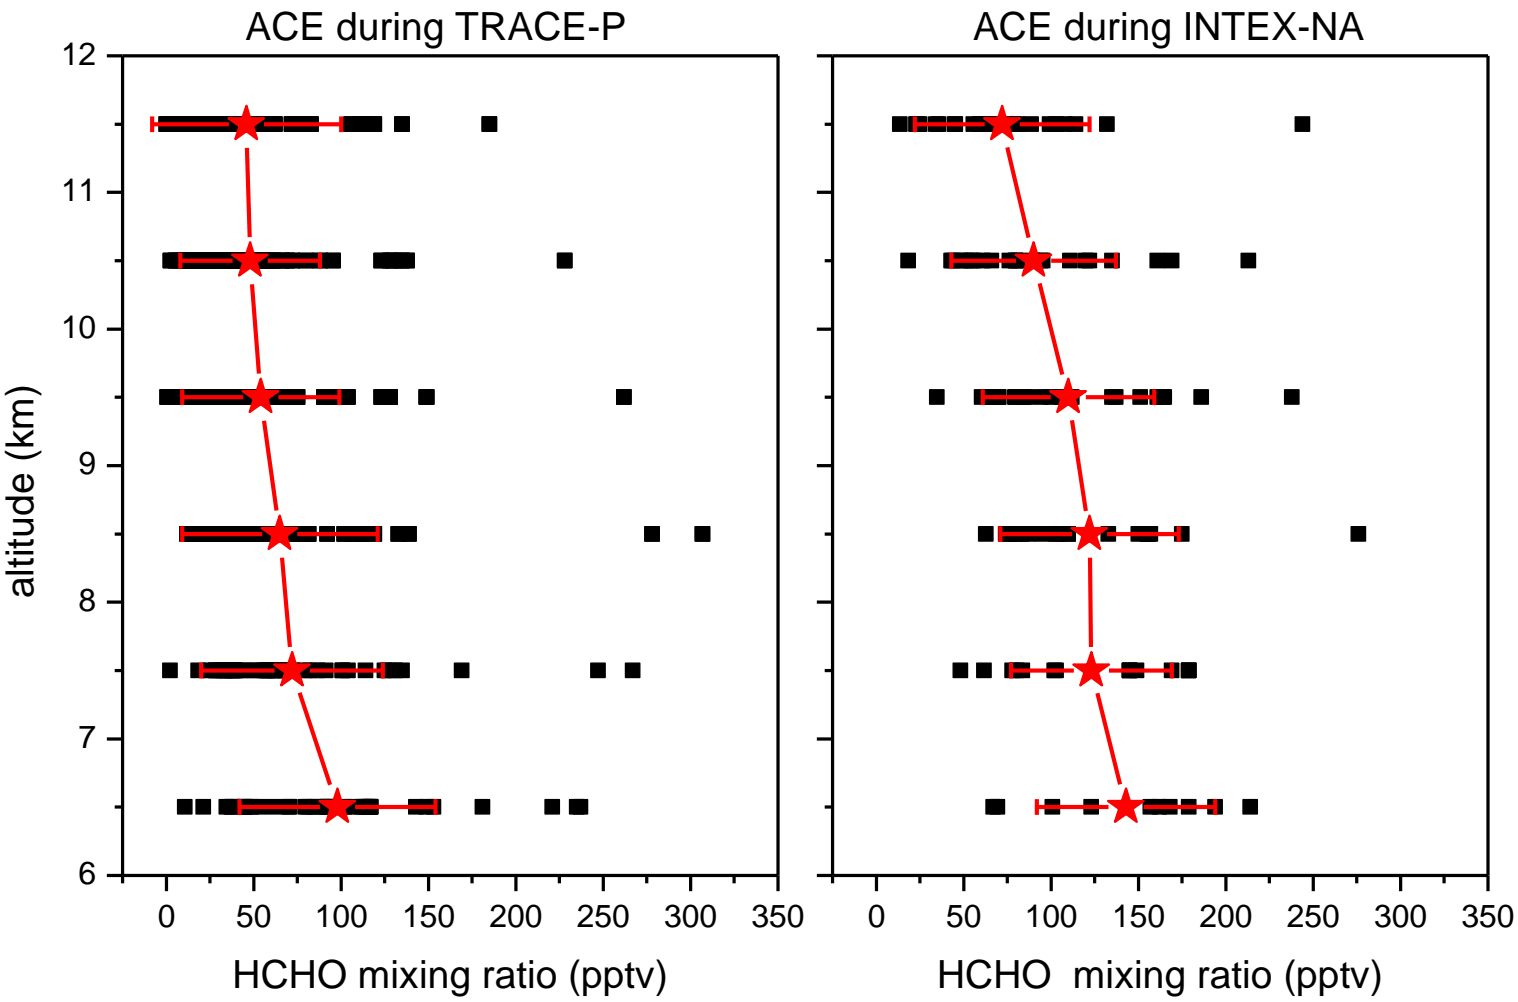 ACE during TRACE-P
ACE during INTEX-NA
12
11
10
9
8
7
6
altitude (km)
0 50 100 150 200 250 300 350
0 50 100 150 200 250 300 350
HCHO mixing ratio (pptv)
HCHO  mixing ratio (pptv)